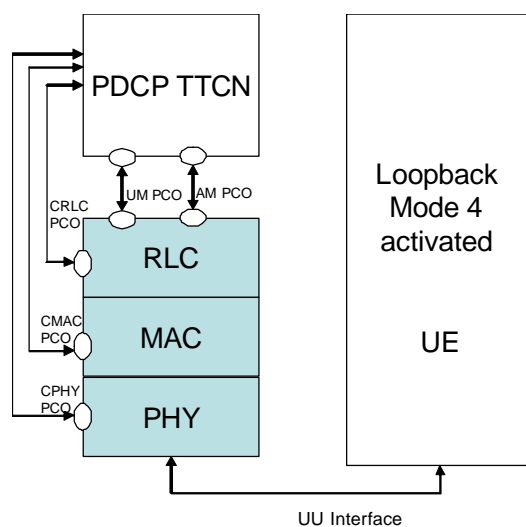 PDCP TTCN
UM PCO
AM PCO
CRLC
PCO
RLC
CMAC
PCO
MAC
CPHY
PCO
PHY
Loopback
Mode 4
activated
UE
UU Interface